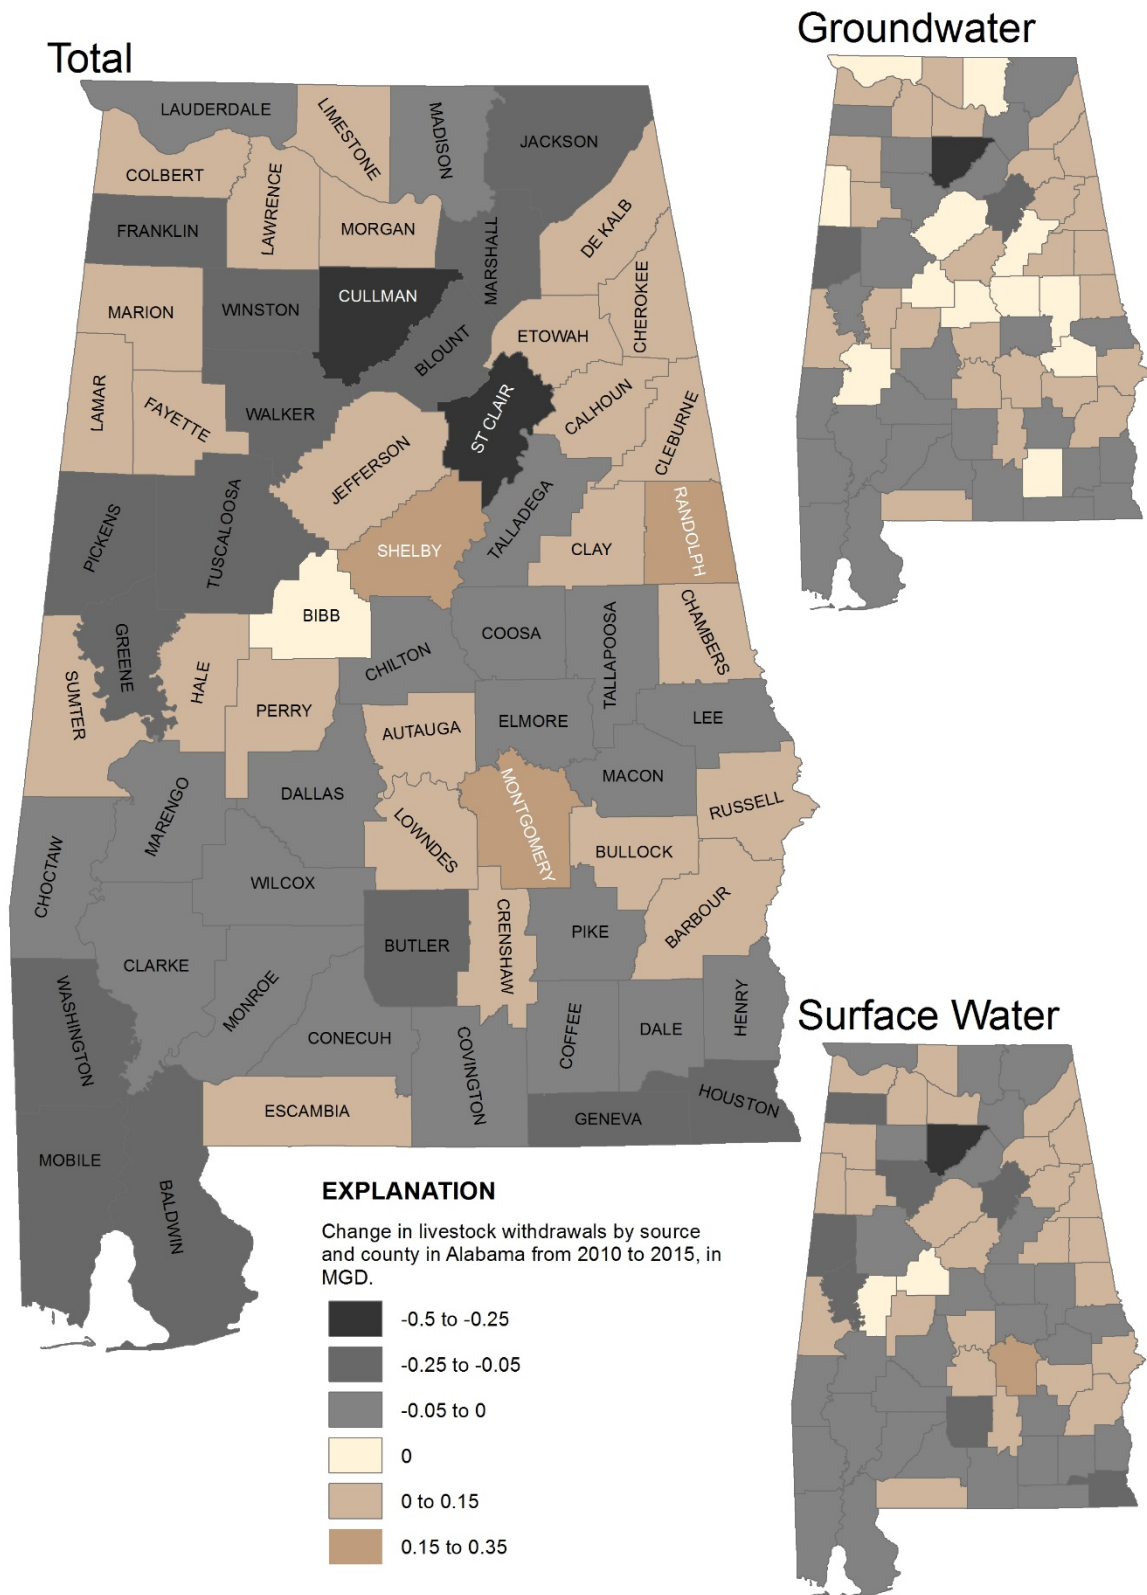 Groundwater
Total
LAUDERDALE
LIMESTONE
MADISON
JACKSON
COLBERT
LAWRENCE
FRANKLIN
MORGAN
MARSHALL
DE KALB
CHEROKEE
MARION
WINSTON
CULLMAN
BLOUNT
ETOWAH
LAMAR
FAYETTE
WALKER
ST CLAIR
CALHOUN
CLEBURNE
JEFFERSON
PICKENS
TUSCALOOSA
TALLADEGA
RANDOLPH
SHELBY
CLAY
BIBB
GREENE
HALE
CHILTON
COOSA
TALLAPOOSA
CHAMBERS
SUMTER
PERRY
AUTAUGA
ELMORE
LEE
MARENGO
DALLAS
LOWNDES
MONTGOMERY
MACON
RUSSELL
CHOCTAW
WILCOX
BULLOCK
BARBOUR
CLARKE
BUTLER
CRENSHAW
PIKE
WASHINGTON
MONROE
CONECUH
COVINGTON
COFFEE
DALE
HENRY
Surface Water
ESCAMBIA
GENEVA
HOUSTON
MOBILE
BALDWIN
EXPLANATION
Change in livestock withdrawals by source
and county in Alabama from 2010 to 2015, in
MGD.
-0.5 to -0.25
-0.25 to -0.05
-0.05 to 0
0
0 to 0.15
0.15 to 0.35